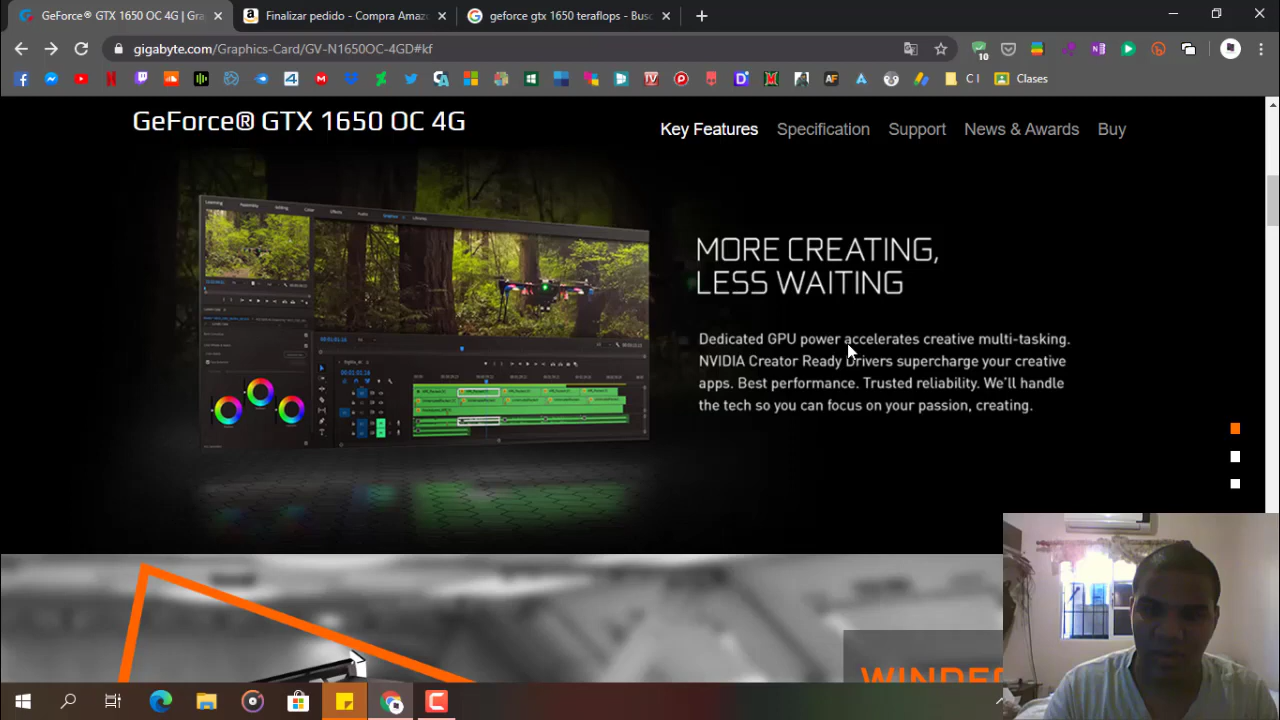 GeForce® GTX 1650 OC 4G | Gra
Finalizar pedido - Compra Amazo
geforce gtx 1650 teraflops - Busc
gigabyte.com/Graphics-Card/GV-N1650OC-4GD#kf
10
C I
Clases
GeForce® GTX 1650 OC 4G
Key Features
Specification
Support
News & Awards
Buy
MORE CREATING,
LESS WAITING
Dedicated GPU power accelerates creative multi-tasking.
NVIDIA Creator Ready Drivers supercharge your creative
apps. Best performance. Trusted reliability. We'll handle
the tech so you can focus on your passion, creating.